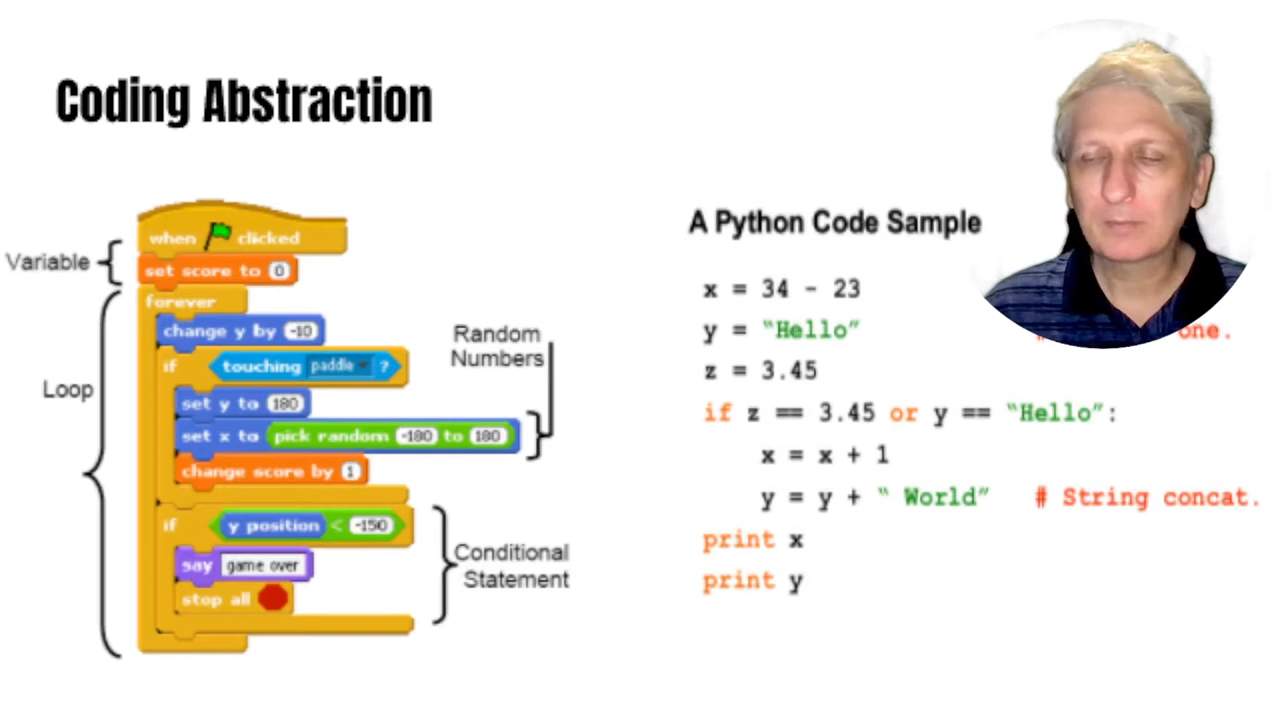 Coding Abstraction
Variable
Loop
when clicked
set score to 0
forever
change y by -10
if touching paddle ?
set y to 180
set x to pick random -180 to 180
change score by 1
if y position < -150
say game over
stop all
Random
Numbers
Conditional
Statement
A Python Code Sample
x = 34 - 23
y = “Hello” one.
z = 3.45
if z == 3.45 or y == “Hello”:
x = x + 1
y = y + “ World” # String concat.
print x
print y